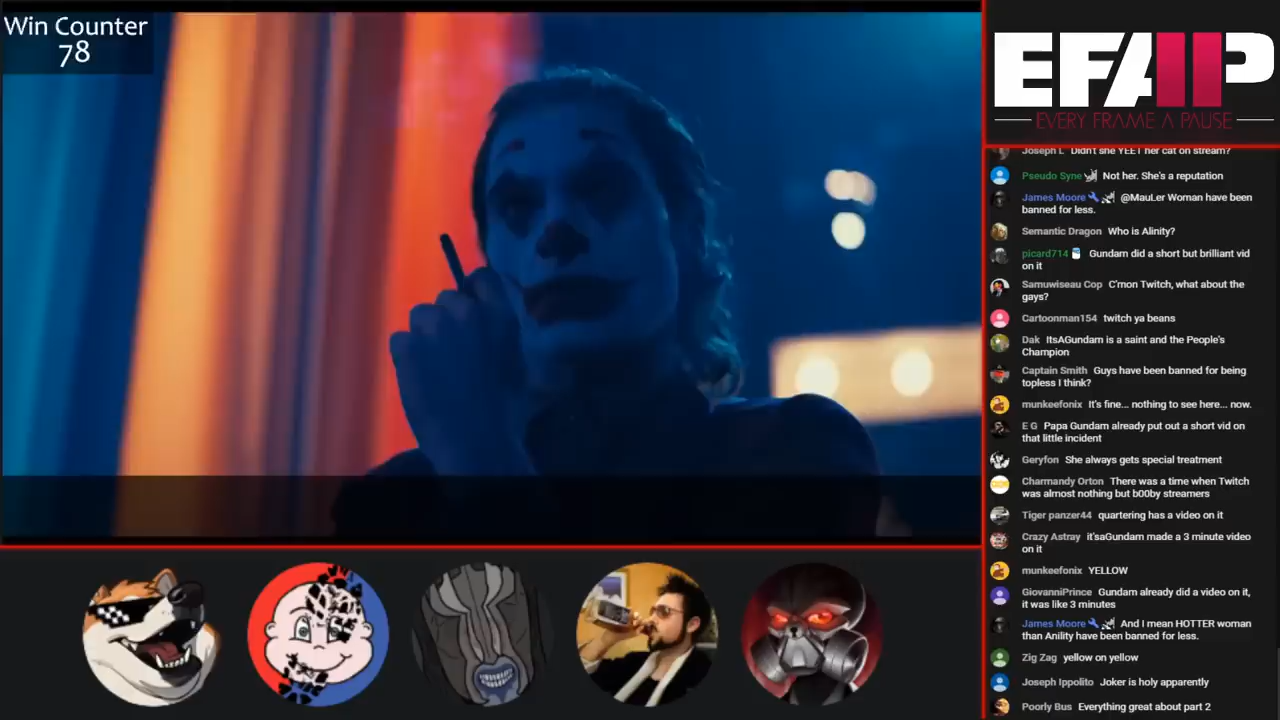 Win Counter
78
EFAP
EVERY FRAME A PAUSE
Joseph L Didn't she YEET her cat on stream?
Pseudo Syne Not her. She's a reputation
James Moore @MauLer Woman have been
banned for less.
Semantic Dragon Who is Alinity?
picard714 Gundam did a short but brilliant vid
on it
Samuwiseau Cop C'mon Twitch, what about the
gays?
Cartoonman154 twitch ya beans
Dak ItsAGundam is a saint and the People's
Champion
Captain Smith Guys have been banned for being
topless I think?
munkeefonix It's fine... nothing to see here... now.
E G Papa Gundam already put out a short vid on
that little incident
Geryfon She always gets special treatment
Charmandy Orton There was a time when Twitch
was almost nothing but b00by streamers
Tiger panzer44 quartering has a video on it
Crazy Astray it'saGundam made a 3 minute video
on it
munkeefonix YELLOW
GiovanniPrince Gundam already did a video on it,
it was like 3 minutes
James Moore And I mean HOTTER woman
than Anility have been banned for less.
Zig Zag yellow on yellow
Joseph Ippolito Joker is holy apparently
Poorly Bus Everything great about part 2